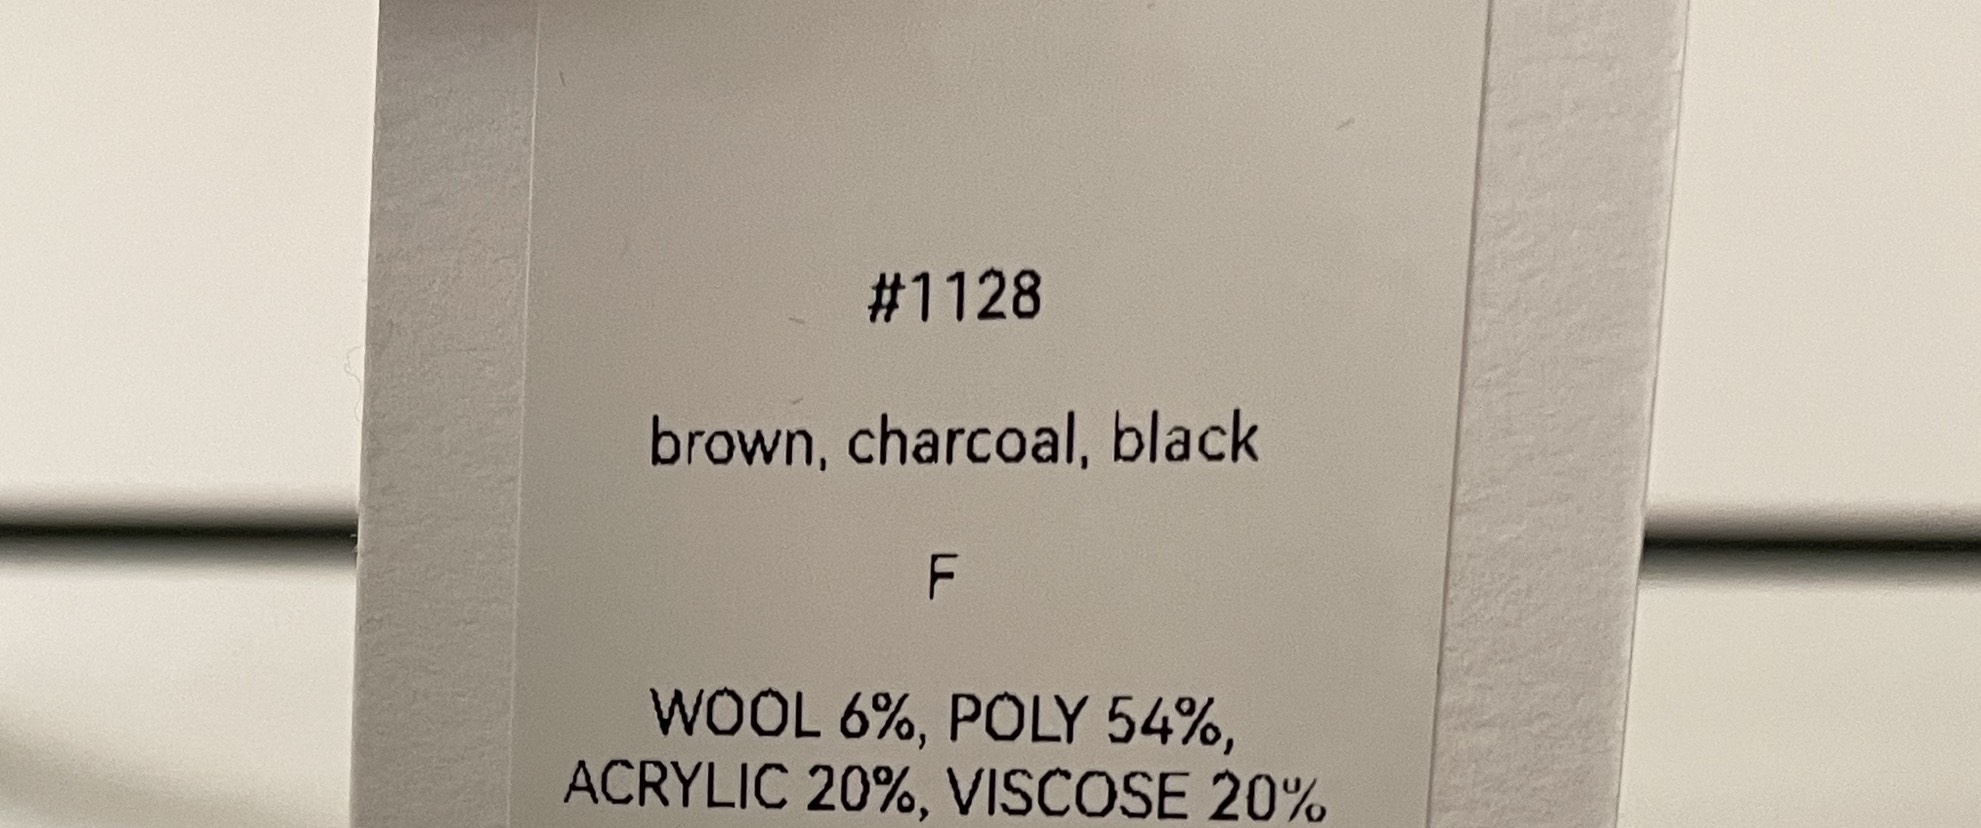 #1128
brown, charcoal, black
F
WOOL 6%, POLY 54%,
ACRYLIC 20%, VISCOSE 20%